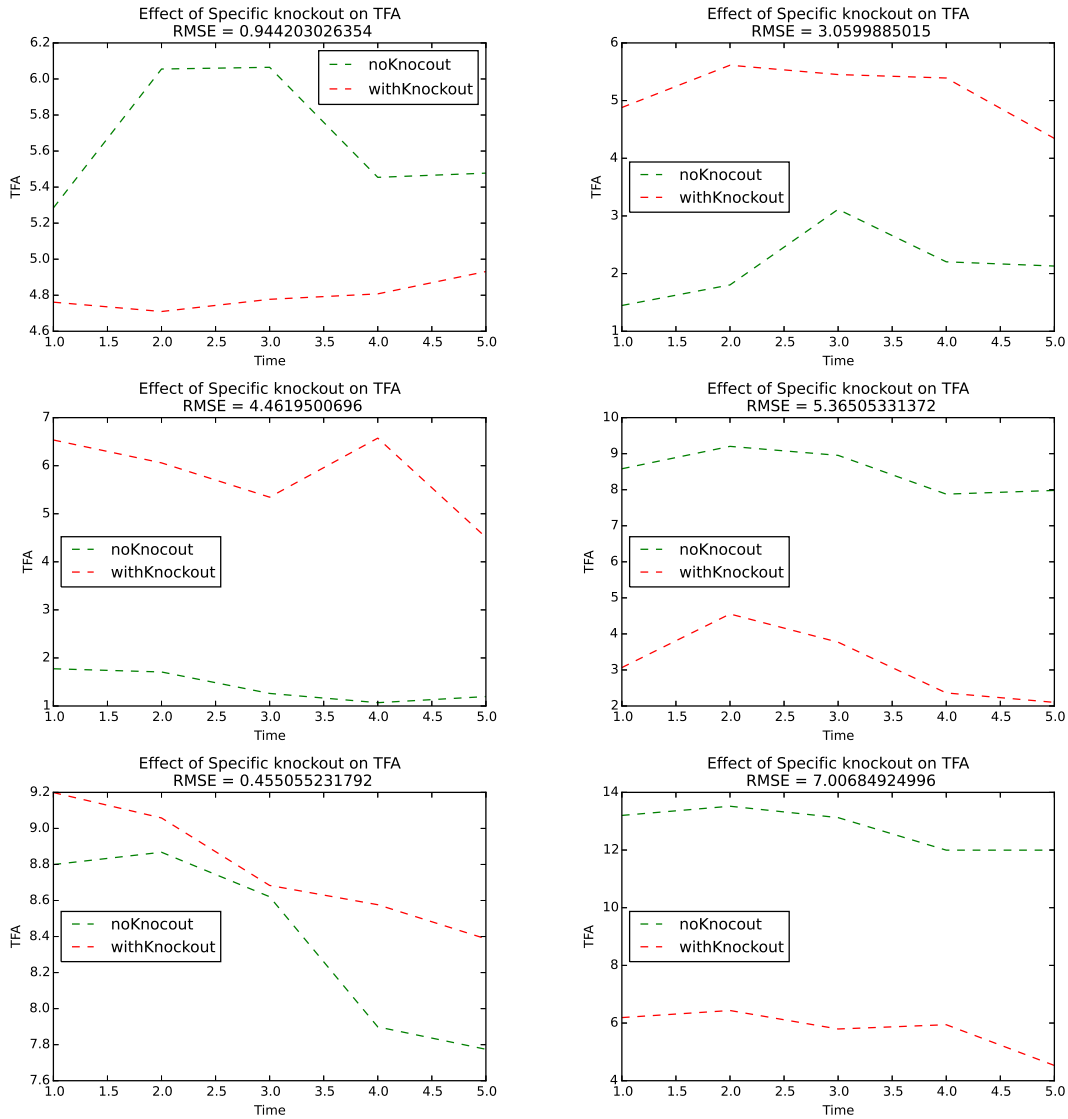 Effect of Specific knockout on TFA
RMSE = 0.944203026354
6.2
6.0
5.8
5.6
5.4
5.2
5.0
4.8
4.6
TFA
noKnocout
withKnockout
1.0 1.5 2.0 2.5 3.0 3.5 4.0 4.5 5.0
Time
Effect of Specific knockout on TFA
RMSE = 3.0599885015
6
5
4
3
2
1
TFA
noKnocout
withKnockout
1.0 1.5 2.0 2.5 3.0 3.5 4.0 4.5 5.0
Time
Effect of Specific knockout on TFA
RMSE = 4.4619500696
7
6
5
4
3
2
1
TFA
noKnocout
withKnockout
1.0 1.5 2.0 2.5 3.0 3.5 4.0 4.5 5.0
Time
Effect of Specific knockout on TFA
RMSE = 5.36505331372
10
9
8
7
6
5
4
3
2
TFA
noKnocout
withKnockout
1.0 1.5 2.0 2.5 3.0 3.5 4.0 4.5 5.0
Time
Effect of Specific knockout on TFA
RMSE = 0.455055231792
9.2
9.0
8.8
8.6
8.4
8.2
8.0
7.8
7.6
TFA
noKnocout
withKnockout
1.0 1.5 2.0 2.5 3.0 3.5 4.0 4.5 5.0
Time
Effect of Specific knockout on TFA
RMSE = 7.00684924996
14
12
10
8
6
4
TFA
noKnocout
withKnockout
1.0 1.5 2.0 2.5 3.0 3.5 4.0 4.5 5.0
Time